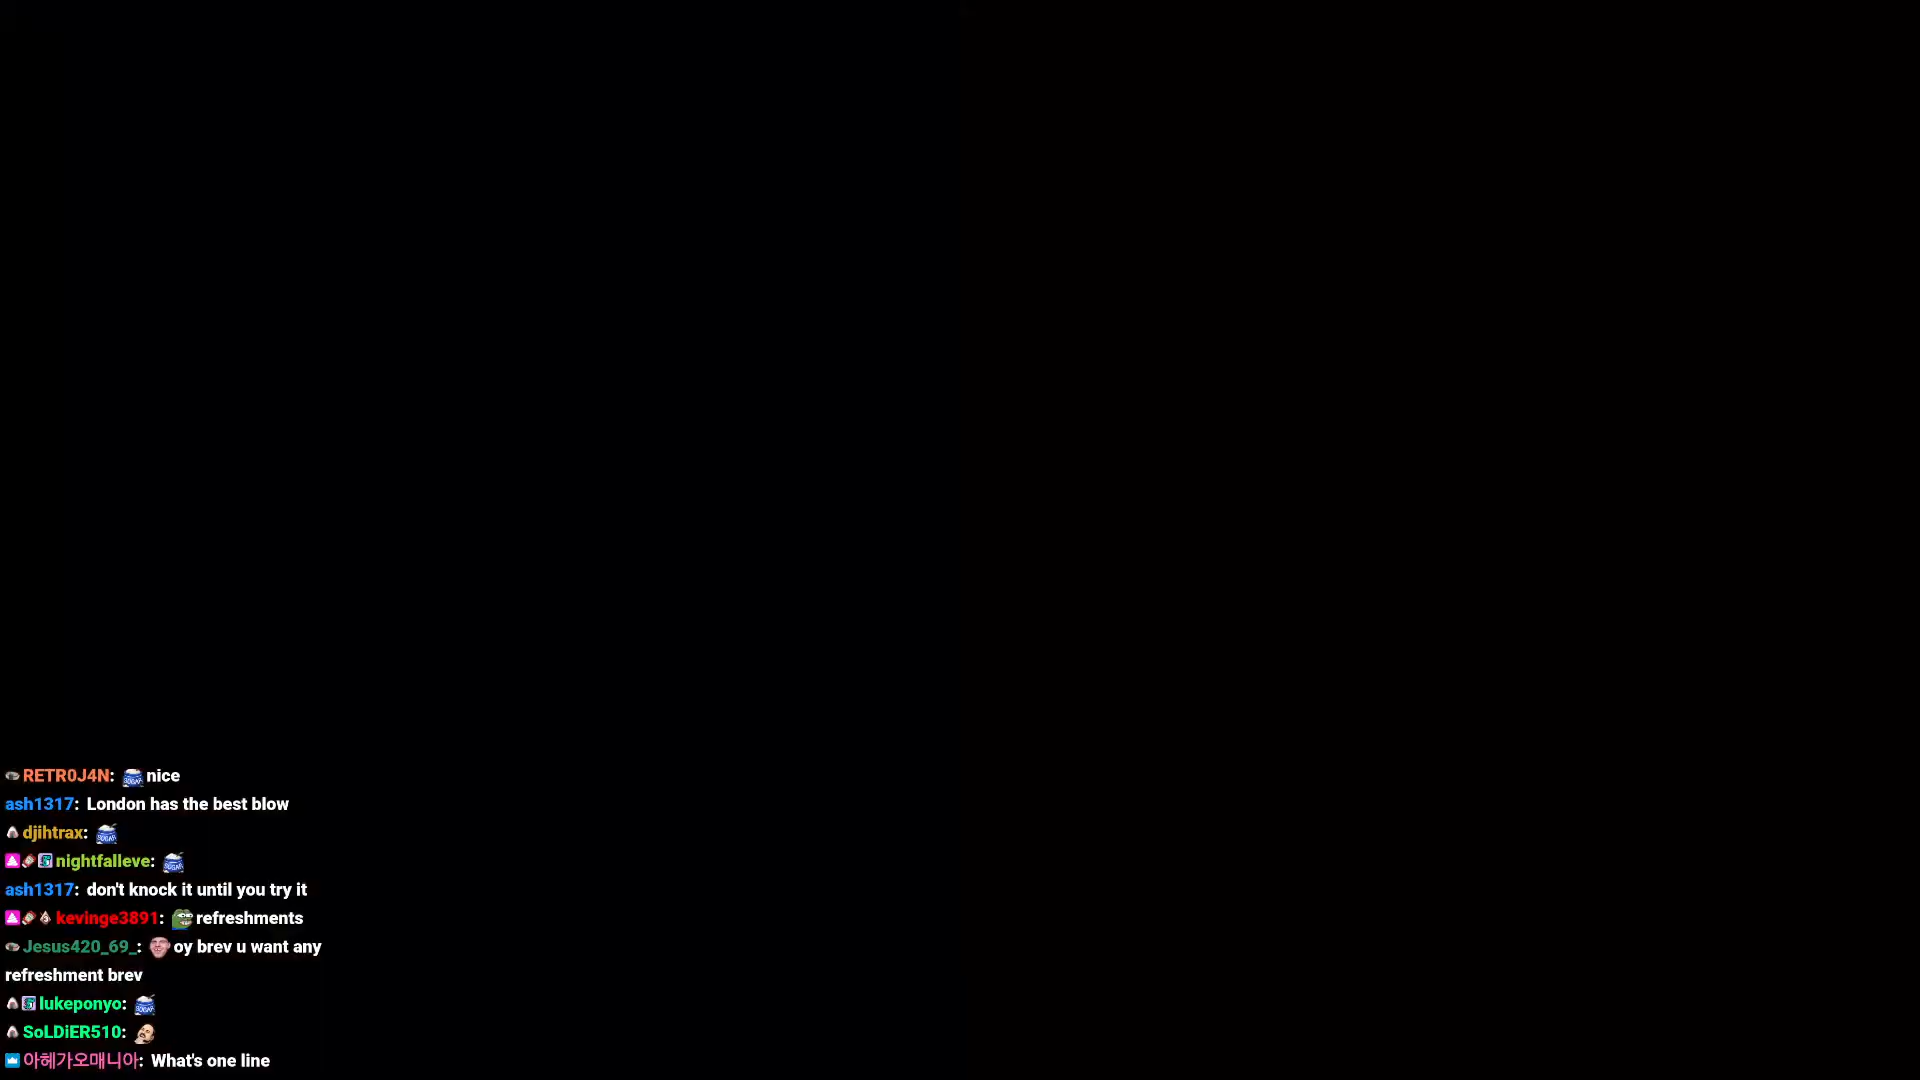 RETR0J4N: nice
ash1317: London has the best blow
djihtrax:
nightfalleve:
ash1317: don't knock it until you try it
kevinge3891: refreshments
Jesus420_69_: oy brev u want any
refreshment brev
lukeponyo:
SoLDiER510:
아헤가오매니아: What's one line